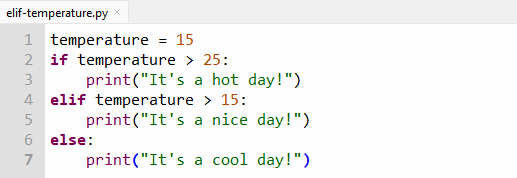 elif-temperature.py ×
1 temperature = 15
2 if temperature > 25:
3     print("It's a hot day!")
4 elif temperature > 15:
5     print("It's a nice day!")
6 else:
7     print("It's a cool day!")